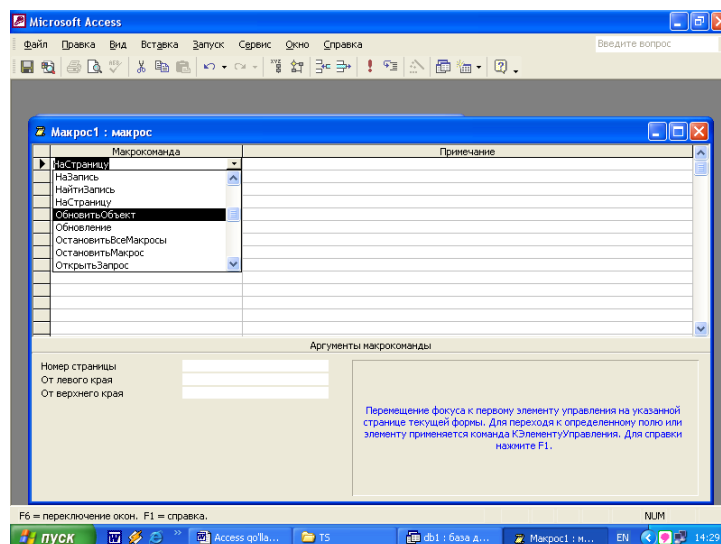 Microsoft Access
Файл Правка Вид Вставка Запуск Сервис Окно Справка Введите вопрос
Макрос1 : макрос
Макрокоманда Примечание
НаСтраницу
НаЗапись
НайтиЗапись
НаСтраницу
ОбновитьОбъект
Обновление
ОстановитьВсеМакросы
ОстановитьМакрос
ОткрытьЗапрос
Аргументы макрокоманды
Номер страницы
От левого края
От верхнего края
Перемещение фокуса к первому элементу управления на указанной
странице текущей формы. Для переходя к определенному полю или
элементу применяется команда КЭлементуУправления. Для справки
нажмите F1.
F6 = переключение окон. F1 = справка. NUM
пуск » Access qo'lla... TS db1 : база д... Макрос1 : м... EN 14:29